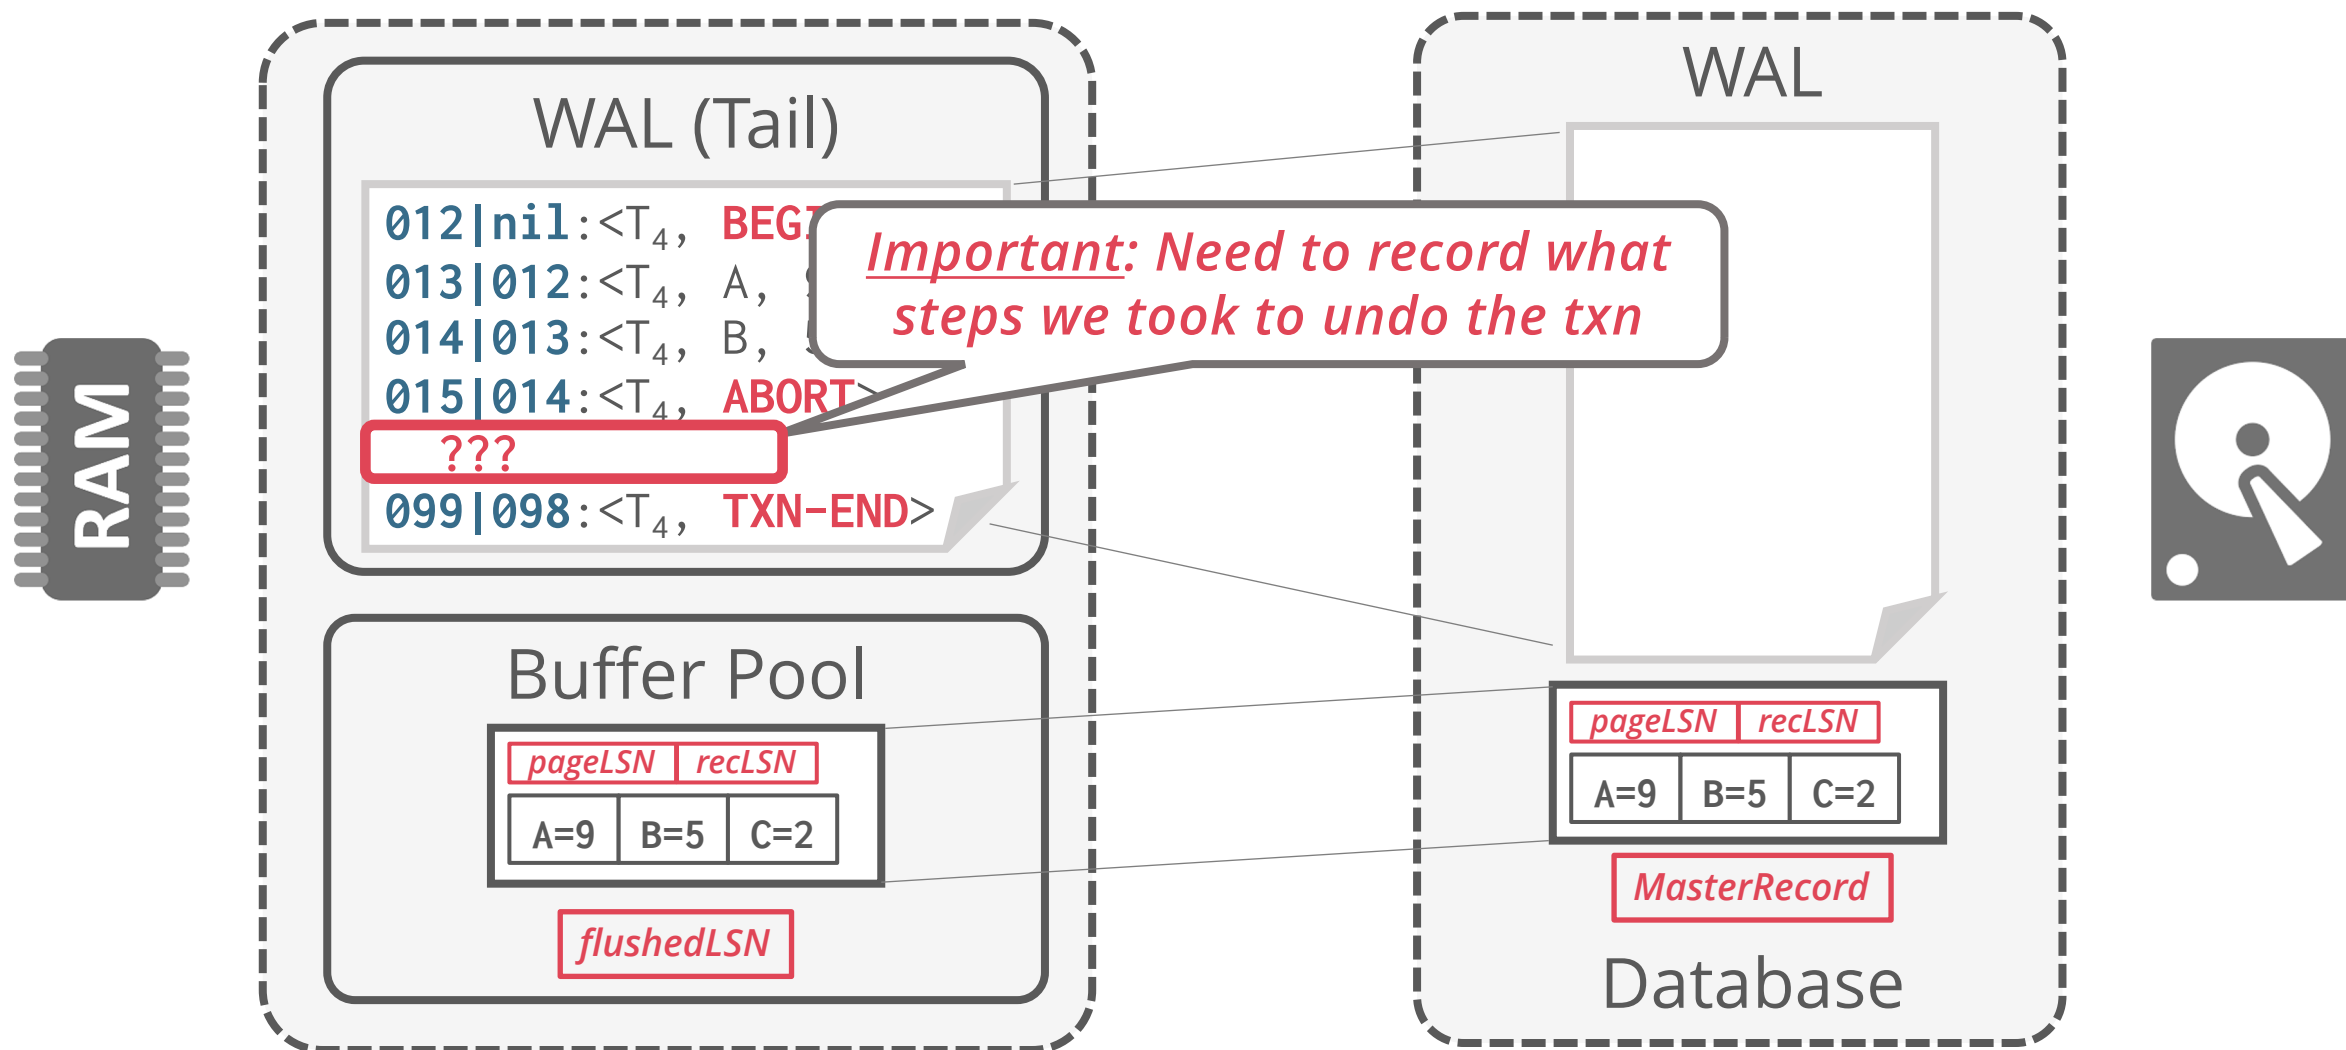 WAL (Tail)
012|nil:<T4, BEGI
013|012:<T4, A,
014|013:<T4, B,
015|014:<T4, ABORT>
???
099|098:<T4, TXN-END>
Important: Need to record what
steps we took to undo the txn
RAM
Buffer Pool
pageLSN recLSN
A=9 B=5 C=2
flushedLSN
WAL
pageLSN recLSN
A=9 B=5 C=2
MasterRecord
Database